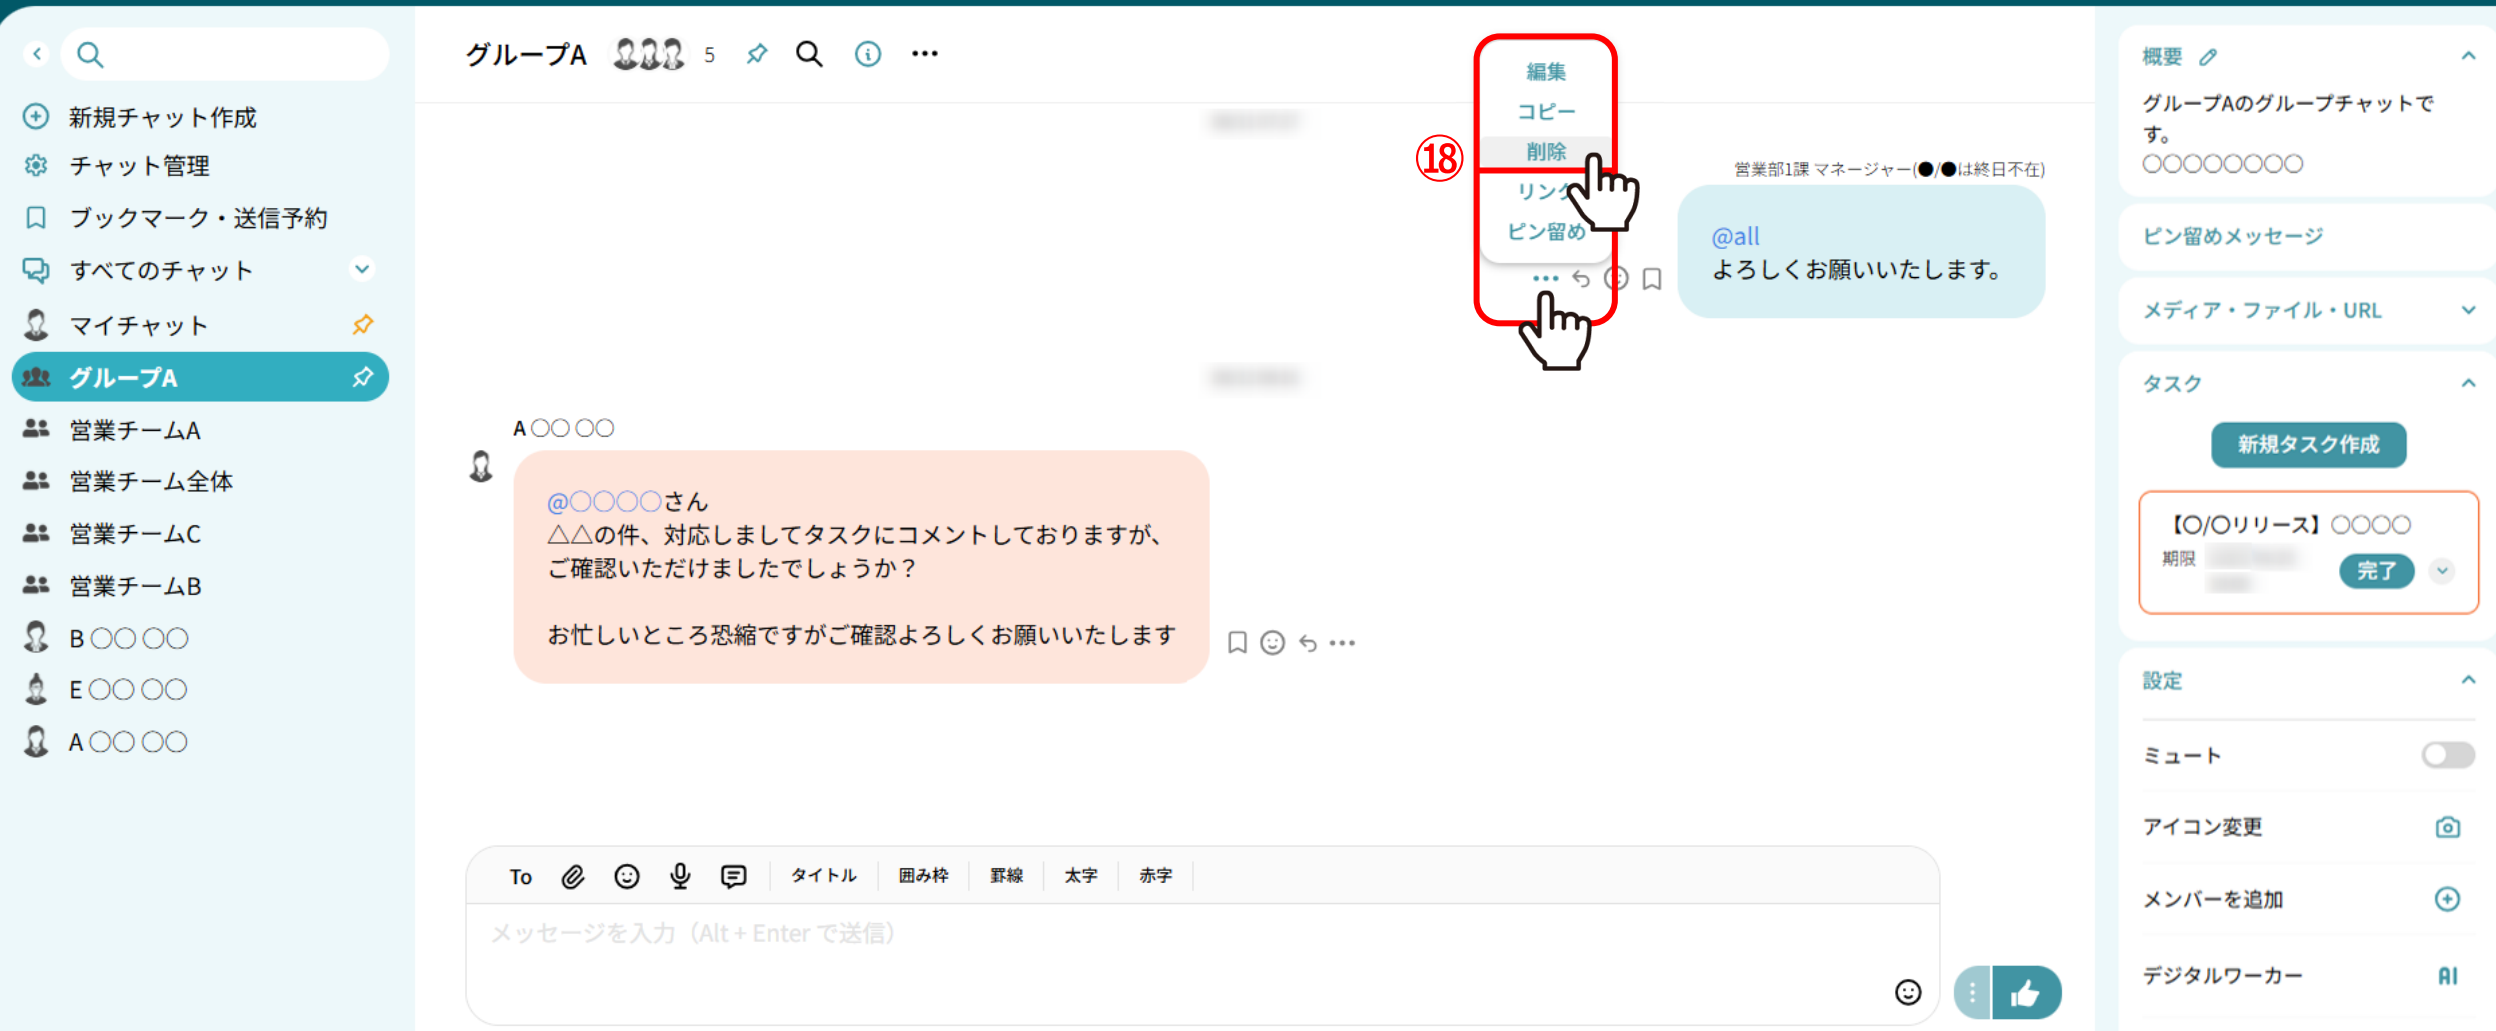 新規チャット作成
チャット管理
ブックマーク・送信予約
すべてのチャット
マイチャット
グループA
営業チームA
営業チーム全体
営業チームC
営業チームB
B 〇〇 〇〇
E 〇〇 〇〇
A 〇〇 〇〇
グループA 5
編集
コピー
削除
リンク
ピン留め
⑱
営業部1課 マネージャー(●/●は終日不在)
@all
よろしくお願いいたします。
A 〇〇 〇〇
@〇〇〇〇さん
△△の件、対応しましてタスクにコメントしておりますが、
ご確認いただけましたでしょうか？
お忙しいところ恐縮ですがご確認よろしくお願いいたします
To タイトル 囲み枠 罫線 太字 赤字
メッセージを入力（Alt + Enter で送信）
概要
グループAのグループチャットで
す。
〇〇〇〇〇〇〇〇
ピン留めメッセージ
メディア・ファイル・URL
タスク
新規タスク作成
【〇/〇リリース】〇〇〇〇
期限
完了
設定
ミュート
アイコン変更
メンバーを追加
デジタルワーカー AI